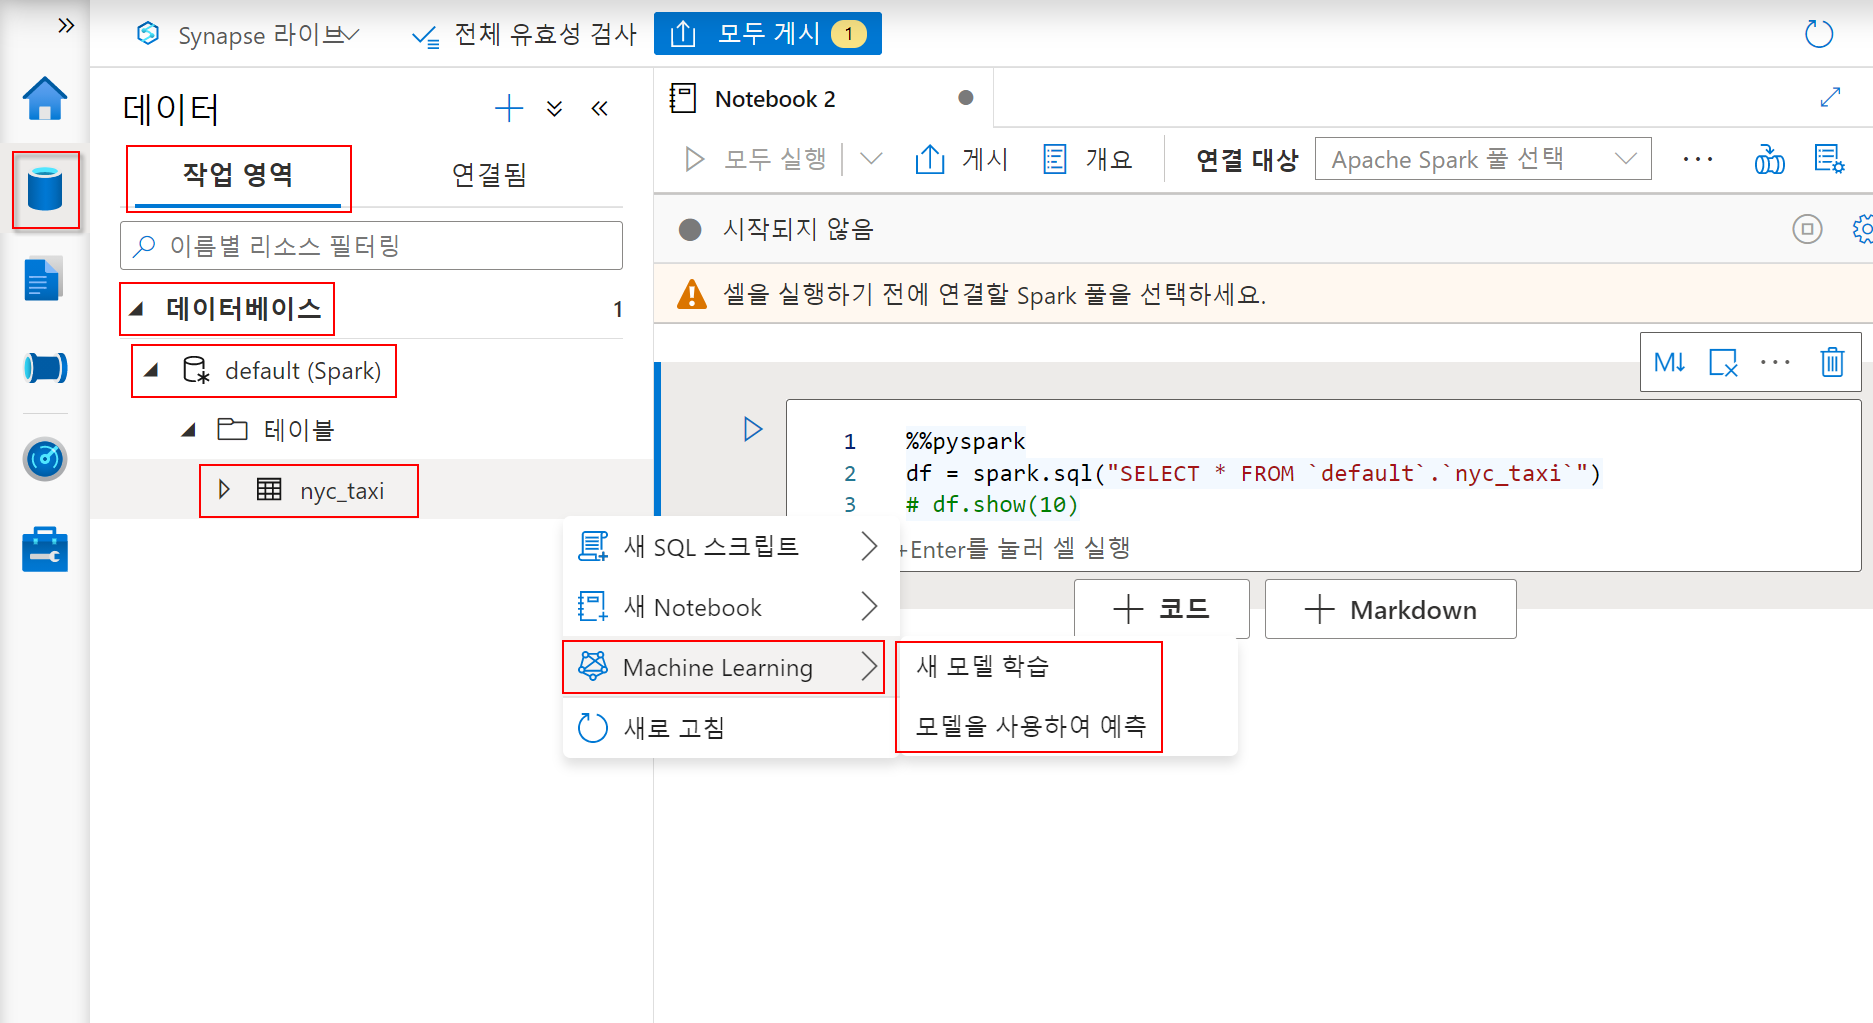 Synapse 라이브
전체 유효성 검사
모두 게시 1
데이터
작업 영역
연결됨
이름별 리소스 필터링
데이터베이스 1
default (Spark)
테이블
nyc_taxi
새 SQL 스크립트
새 Notebook
Machine Learning
새로 고침
새 모델 학습
모델을 사용하여 예측
Notebook 2
모두 실행
게시
개요
연결 대상
Apache Spark 풀 선택
시작되지 않음
셀을 실행하기 전에 연결할 Spark 풀을 선택하세요.
M↓
1 %%pyspark
2 df = spark.sql("SELECT * FROM `default`.`nyc_taxi`")
3 # df.show(10)
+Enter를 눌러 셀 실행
+ 코드
+ Markdown